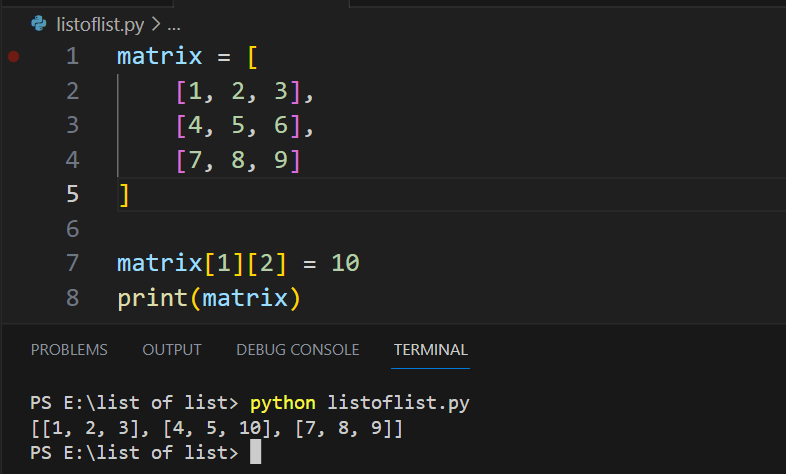 listoflist.py > ...
1 matrix = [
2     [1, 2, 3],
3     [4, 5, 6],
4     [7, 8, 9]
5 ]
6
7 matrix[1][2] = 10
8 print(matrix)
PROBLEMS OUTPUT DEBUG CONSOLE TERMINAL
PS E:\list of list> python listoflist.py
[[1, 2, 3], [4, 5, 10], [7, 8, 9]]
PS E:\list of list>